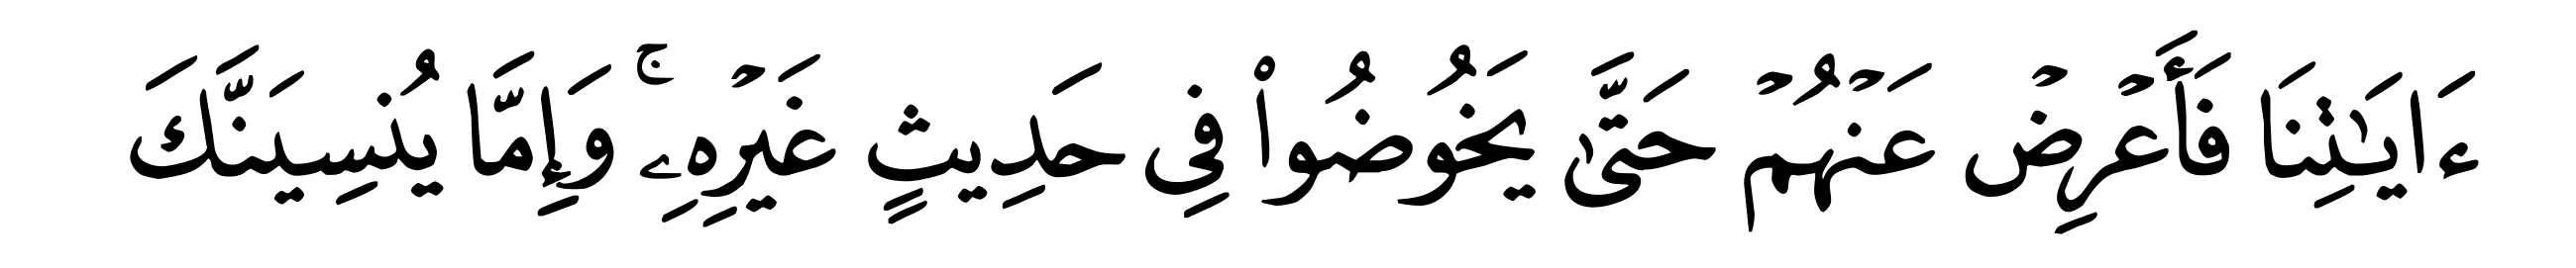 ءَايَٰتِنَا فَأَعۡرِضۡ عَنۡهُمۡ حَتَّىٰ يَخُوضُواْ فِي حَدِيثٍ غَيۡرِهِۦۚ وَإِمَّا يُنسِيَنَّكَ